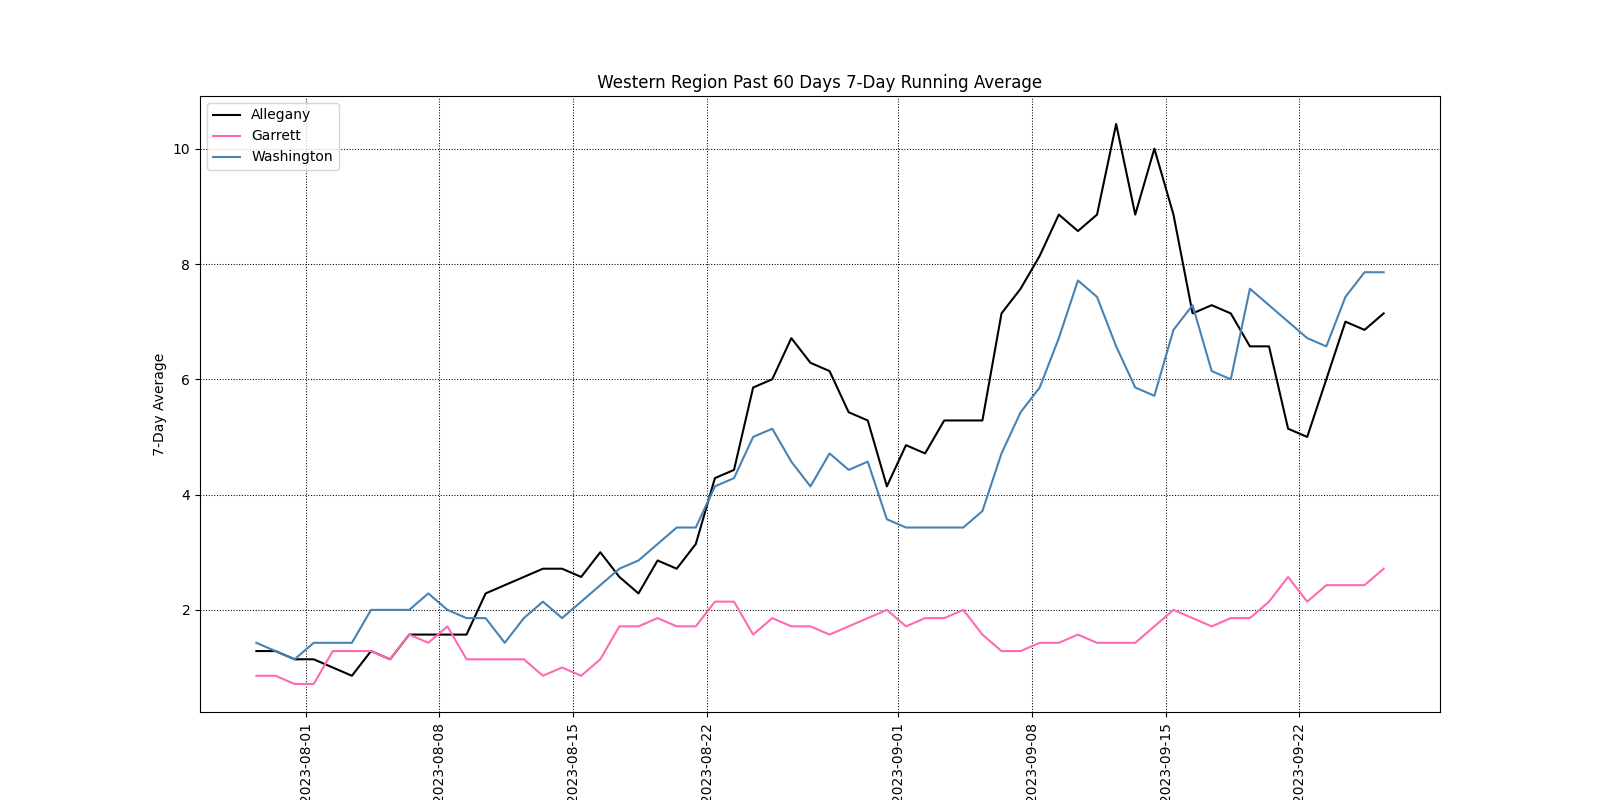 Western Region Past 60 Days 7-Day Running Average
Allegany
Garrett
Washington
10
8
6
4
2
7-Day Average
2023-08-01
2023-08-08
2023-08-15
2023-08-22
2023-09-01
2023-09-08
2023-09-15
2023-09-22